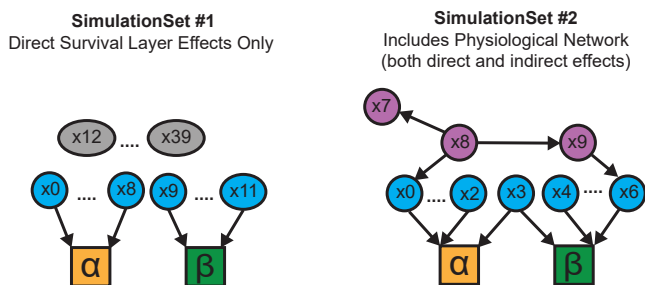 SimulationSet #1
Direct Survival Layer Effects Only
x12 .... x39
x0 .... x8 x9 .... x11
α β
SimulationSet #2
Includes Physiological Network
(both direct and indirect effects)
x7
x8 x9
x0 .... x2 x3 x4 .... x6
α β